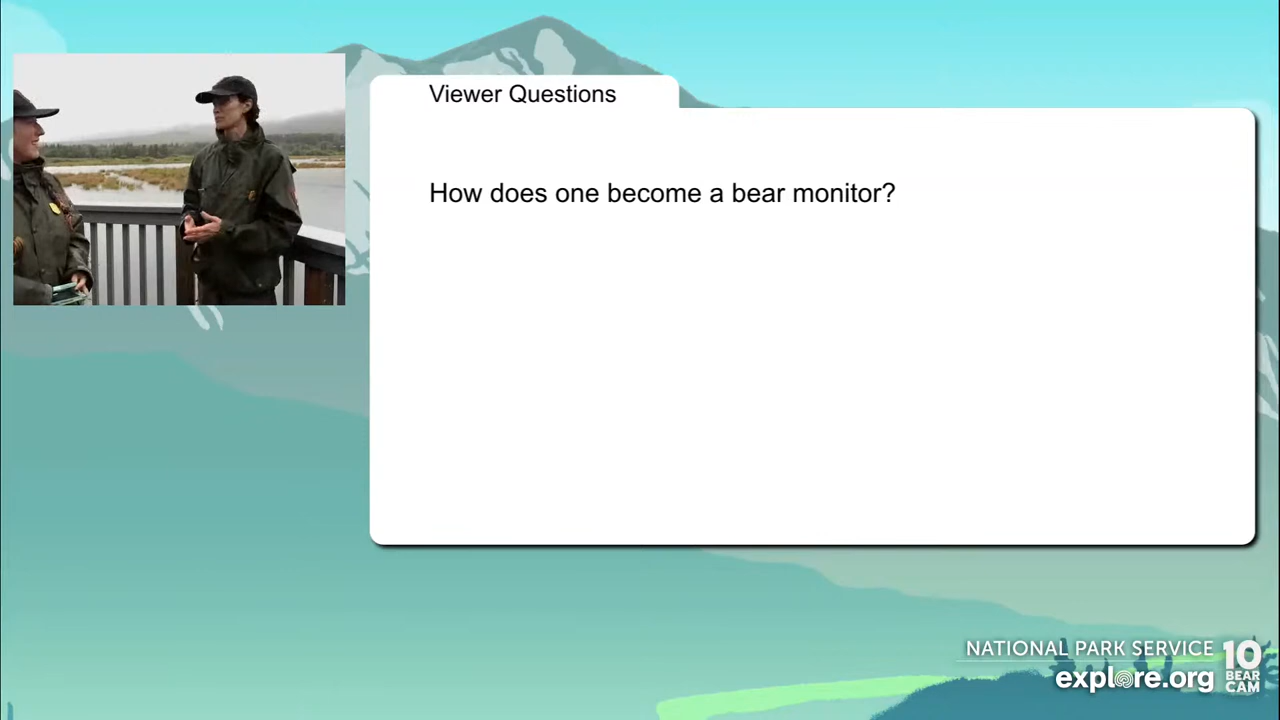 Viewer Questions
How does one become a bear monitor?
NATIONAL PARK SERVICE
explore.org
10
BEAR
CAM